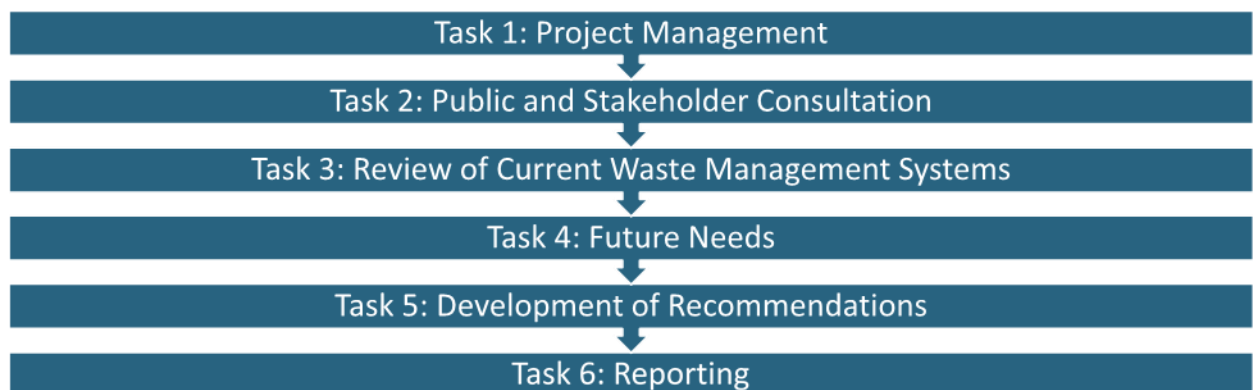 Task 1: Project Management
Task 2: Public and Stakeholder Consultation
Task 3: Review of Current Waste Management Systems
Task 4: Future Needs
Task 5: Development of Recommendations
Task 6: Reporting